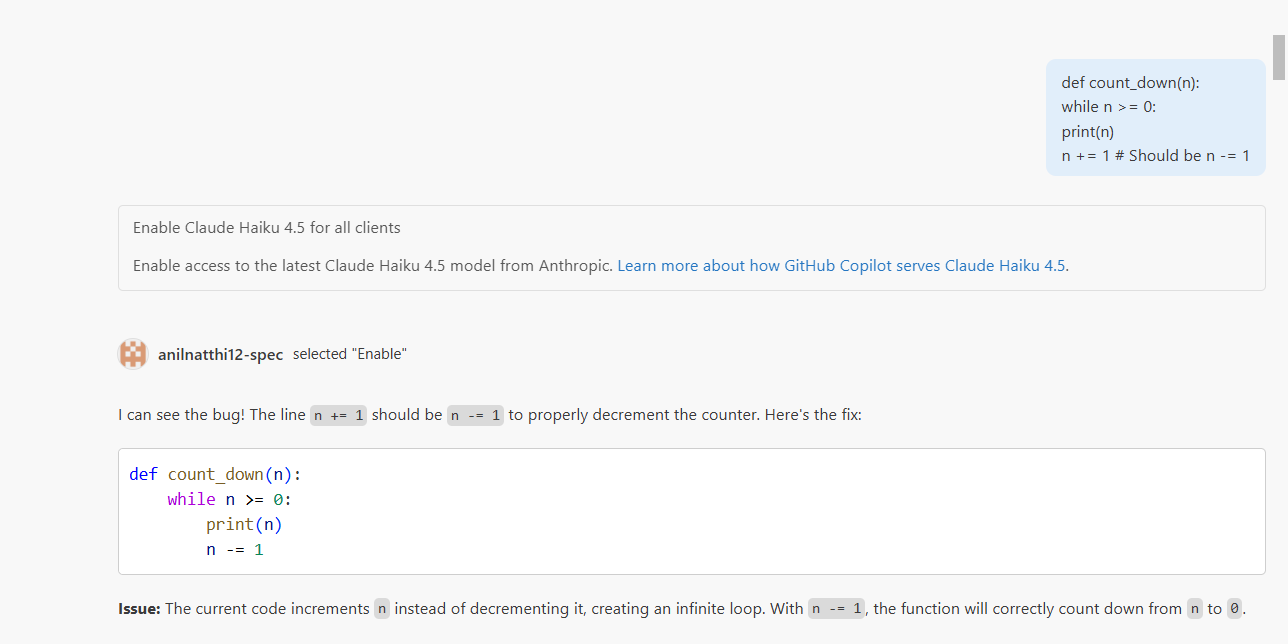 def count_down(n):
while n >= 0:
print(n)
n += 1 # Should be n -= 1
Enable Claude Haiku 4.5 for all clients
Enable access to the latest Claude Haiku 4.5 model from Anthropic. Learn more about how GitHub Copilot serves Claude Haiku 4.5.
anilnatthi12-spec selected "Enable"
I can see the bug! The line n += 1 should be n -= 1 to properly decrement the counter. Here's the fix:
def count_down(n):
    while n >= 0:
        print(n)
        n -= 1
Issue: The current code increments n instead of decrementing it, creating an infinite loop. With n -= 1, the function will correctly count down from n to 0.